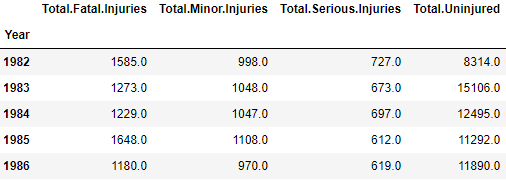 Total.Fatal.Injuries Total.Minor.Injuries Total.Serious.Injuries Total.Uninjured
Year
1982 1585.0 998.0 727.0 8314.0
1983 1273.0 1048.0 673.0 15106.0
1984 1229.0 1047.0 697.0 12495.0
1985 1648.0 1108.0 612.0 11292.0
1986 1180.0 970.0 619.0 11890.0